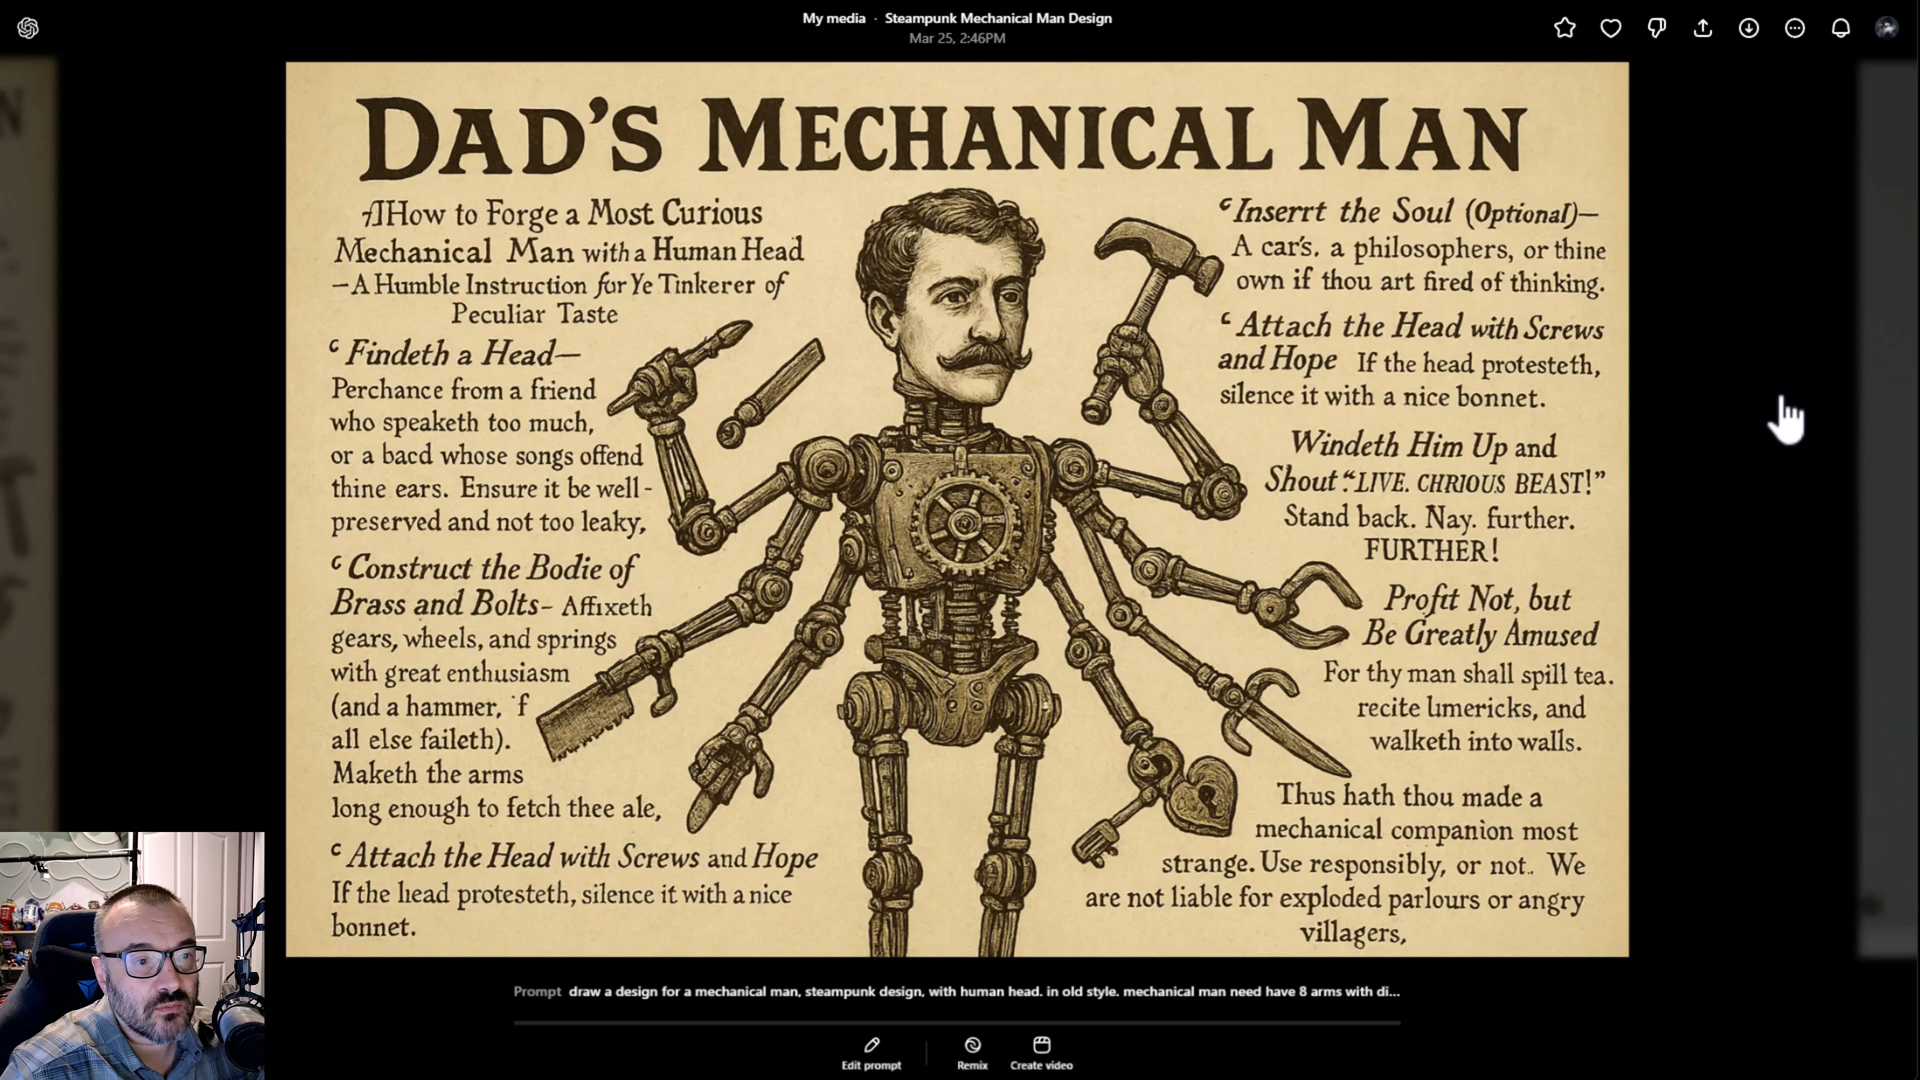 My media · Steampunk Mechanical Man Design
Mar 25, 2:46PM
DAD'S MECHANICAL MAN
How to Forge a Most Curious
Mechanical Man with a Human Head
—A Humble Instruction for Ye Tinkerer of
Peculiar Taste
Findeth a Head—
Perchance from a friend
who speaketh too much,
or a bacd whose songs offend
thine ears. Ensure it be well-
preserved and not too leaky,
Construct the Bodie of
Brass and Bolts- Affixeth
gears, wheels, and springs
with great enthusiasm
(and a hammer, 'f
all else faileth).
Maketh the arms
long enough to fetch thee ale,
Attach the Head with Screws and Hope
If the lead protesteth, silence it with a nice
bonnet.
Inserrt the Soul (Optional)—
A car's. a philosophers, or thine
own if thou art fired of thinking.
Attach the Head with Screws
and Hope If the head protesteth,
silence it with a nice bonnet.
Windeth Him Up and
Shout "LIVE. CHRIOUS BEAST!"
Stand back. Nay. further.
FURTHER!
Profit Not, but
Be Greatly Amused
For thy man shall spill tea.
recite limericks, and
walketh into walls.
Thus hath thou made a
mechanical companion most
strange. Use responsibly, or not.. We
are not liable for exploded parlours or angry
villagers,
Prompt draw a design for a mechanical man, steampunk design, with human head. in old style. mechanical man need have 8 arms with di...
Edit prompt
Remix
Create video